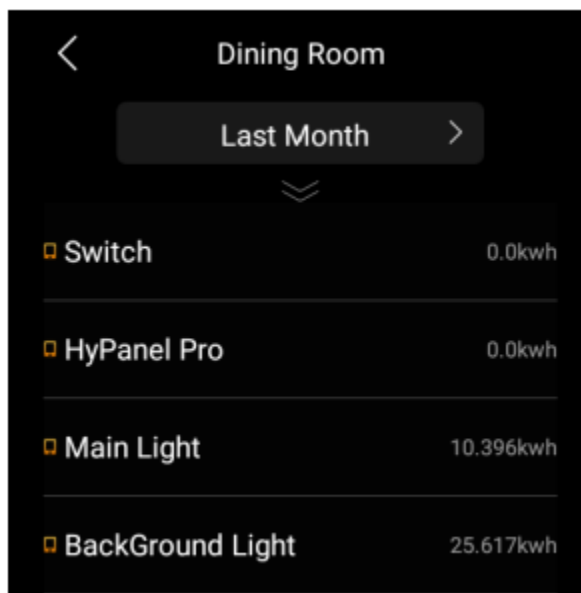 Dining Room
Last Month
Switch 0.0kwh
HyPanel Pro 0.0kwh
Main Light 10.396kwh
BackGround Light 25.617kwh